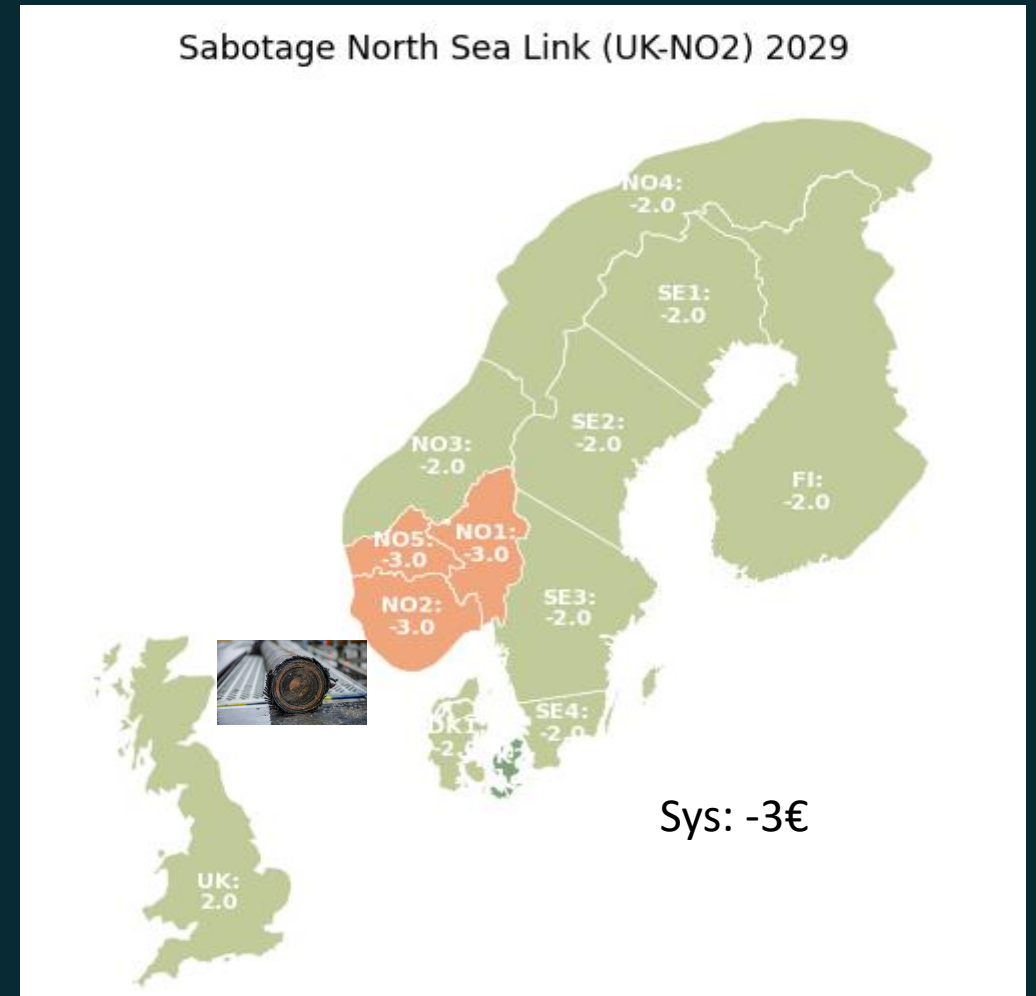 Sabotage North Sea Link (UK-NO2) 2029
NO4:
-2.0
SE1:
-2.0
SE2:
-2.0
NO3:
-2.0
FI:
-2.0
NO5:
-3.0
NO1:
-3.0
NO2:
-3.0
SE3:
-2.0
SE4:
-2.0
DK1:
Sys: -3€
UK:
2.0